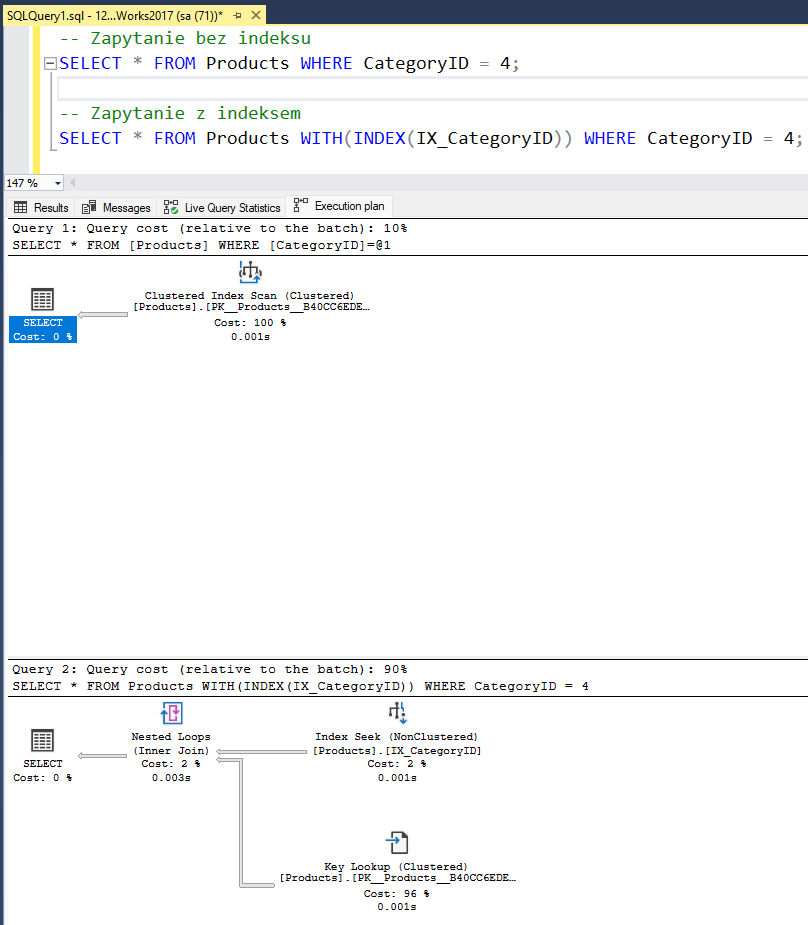 SQLQuery1.sql - 12...Works2017 (sa (71))*
-- Zapytanie bez indeksu
SELECT * FROM Products WHERE CategoryID = 4;
-- Zapytanie z indeksem
SELECT * FROM Products WITH(INDEX(IX_CategoryID)) WHERE CategoryID = 4;
147 %
Results Messages Live Query Statistics Execution plan
Query 1: Query cost (relative to the batch): 10%
SELECT * FROM [Products] WHERE [CategoryID]=@1
Clustered Index Scan (Clustered)
[Products].[PK__Products__B40CC6EDE…
Cost: 100 %
0.001s
SELECT
Cost: 0 %
Query 2: Query cost (relative to the batch): 90%
SELECT * FROM Products WITH(INDEX(IX_CategoryID)) WHERE CategoryID = 4
SELECT
Cost: 0 %
Nested Loops
(Inner Join)
Cost: 2 %
0.003s
Index Seek (NonClustered)
[Products].[IX_CategoryID]
Cost: 2 %
0.001s
Key Lookup (Clustered)
[Products].[PK__Products__B40CC6EDE…
Cost: 96 %
0.001s